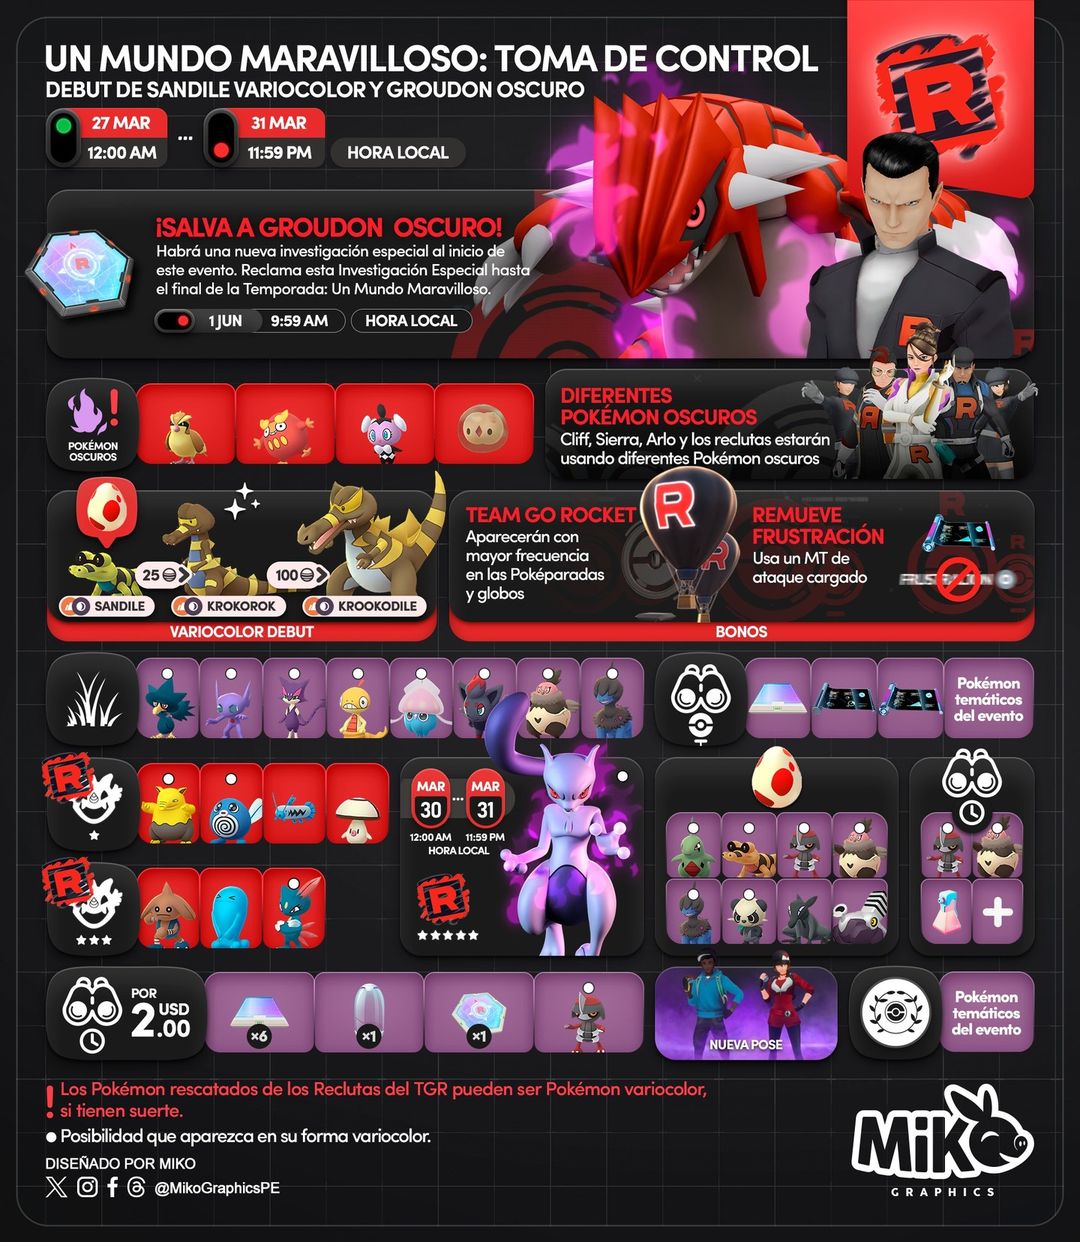 UN MUNDO MARAVILLOSO: TOMA DE CONTROL
DEBUT DE SANDILE VARIOCOLOR Y GROUDON OSCURO
27 MAR
12:00 AM
...
31 MAR
11:59 PM
HORA LOCAL
R
¡SALVA A GROUDON OSCURO!
Habrá una nueva investigación especial al inicio de
este evento. Reclama esta Investigación Especial hasta
el final de la Temporada: Un Mundo Maravilloso.
1 JUN
9:59 AM
HORA LOCAL
POKÉMON
OSCUROS
DIFERENTES
POKÉMON OSCUROS
Cliff, Sierra, Arlo y los reclutas estarán
usando diferentes Pokémon oscuros
25
100
SANDILE
KROKOROK
KROOKODILE
VARIOCOLOR DEBUT
TEAM GO ROCKET
Aparecerán con
mayor frecuencia
en las Poképaradas
y globos
R
REMUEVE
FRUSTRACIÓN
Usa un MT de
ataque cargado
BONOS
Pokémon
temáticos
del evento
R
MAR
30
12:00 AM
...
MAR
31
11:59 PM
HORA LOCAL
R
R
POR
2.00
USD
x6
x1
x1
NUEVA POSE
Pokémon
temáticos
del evento
! Los Pokémon rescatados de los Reclutas del TGR pueden ser Pokémon variocolor,
si tienen suerte.
Posibilidad que aparezca en su forma variocolor.
DISEÑADO POR MIKO
@MikoGraphicsPE
MiKO
GRAPHICS